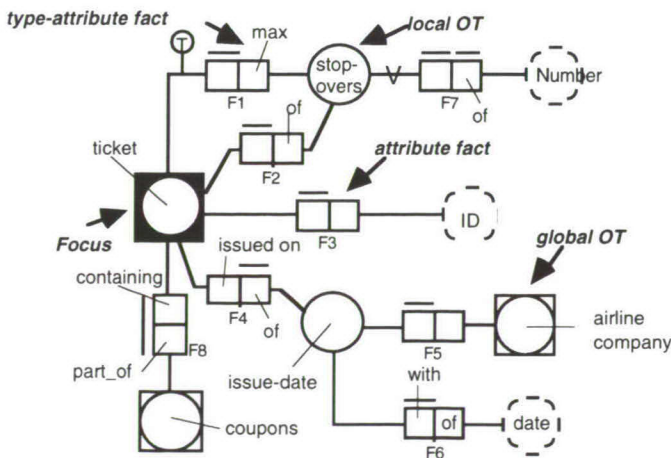 type-attribute fact
T
max
local OT
stop-
overs
Number
F1
F7
of
of
F2
ticket
attribute fact
ID
F3
Focus
global OT
issued on
containing
F4
of
F5
airline
company
F8
part_of
issue-date
with
coupons
of
date
F6